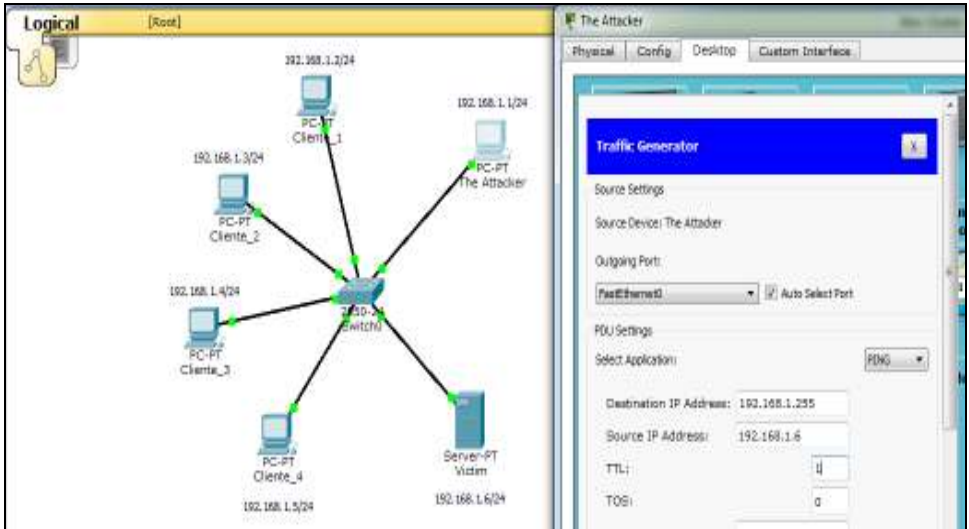 Logical
[Root]
192.168.1.2/24
PC-PT
Cliente_1
192.168.1.1/24
PC-PT
The Attacker
192.168.1.3/24
PC-PT
Cliente_2
192.168.1.4/24
PC-PT
Cliente_3
2950-24
Switch0
PC-PT
Cliente_4
192.168.1.5/24
Server-PT
Victim
192.168.1.6/24
The Attacker
Physical Config Desktop Custom Interface
Traffic Generator
X
Source Settings
Source Device: The Attacker
Outgoing Port:
FastEthernet0
Auto Select Port
PDU Settings
Select Application:
PING
Destination IP Address: 192.168.1.255
Source IP Address: 192.168.1.6
TTL: 1
TOS: 0